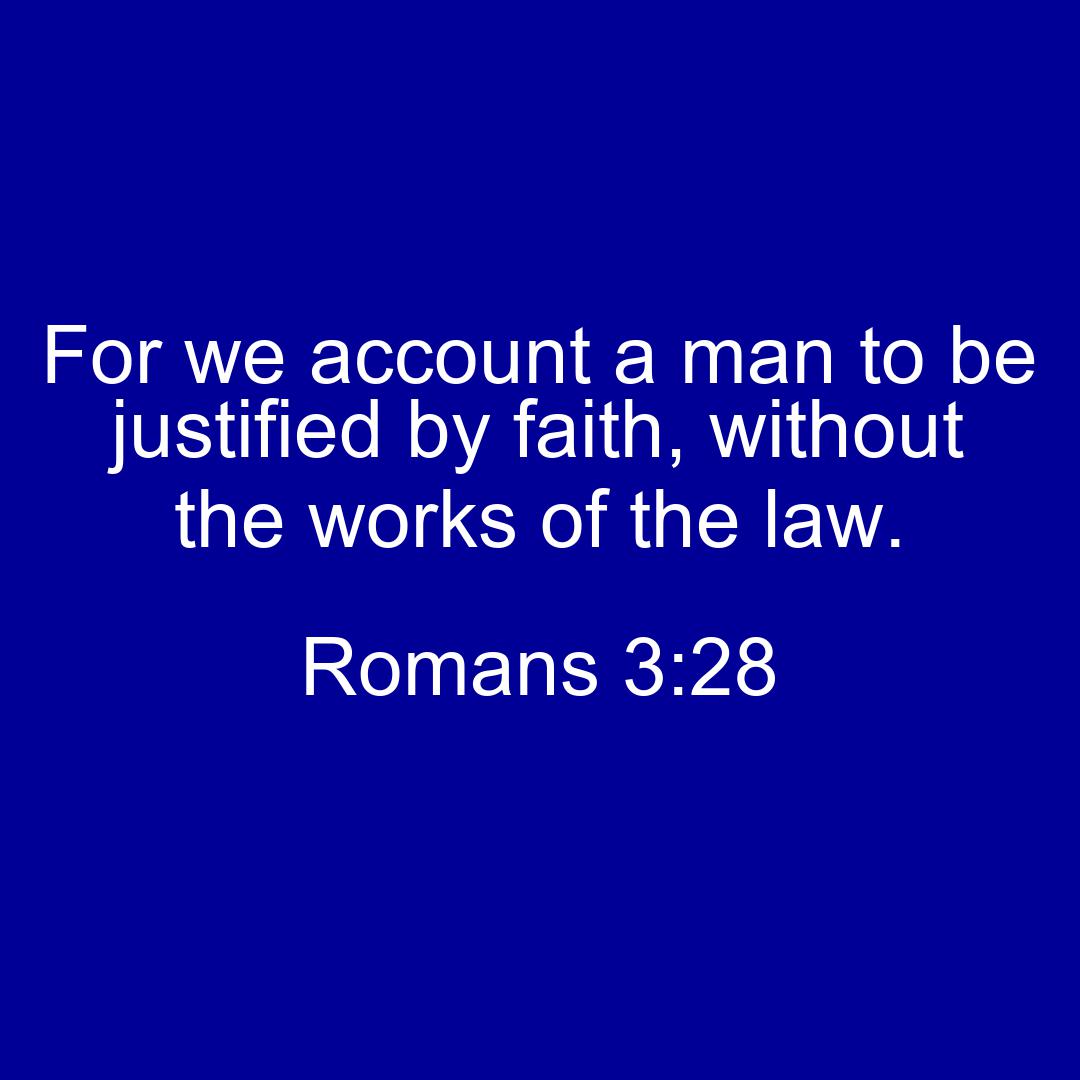 For we account a man to be
justified by faith, without
the works of the law.
Romans 3:28